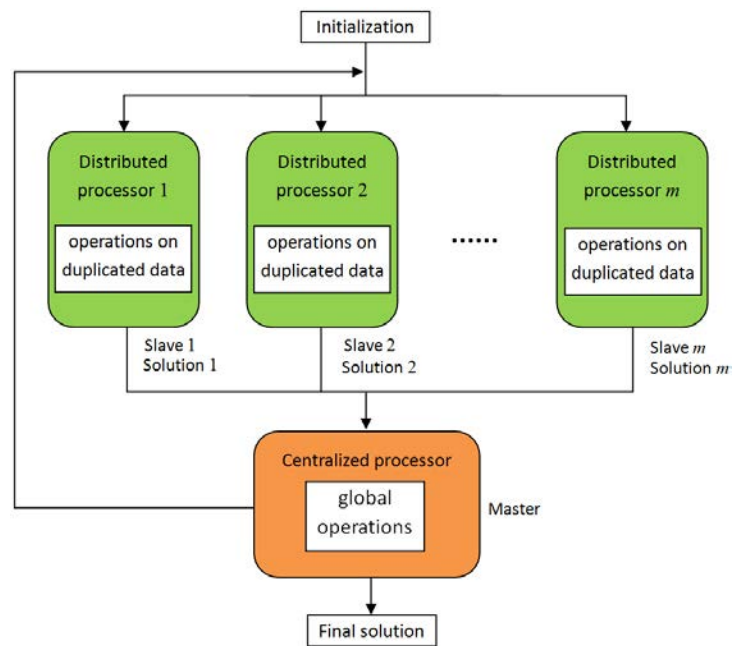 Initialization
Distributed
processor 1
operations on
duplicated data
Distributed
processor 2
operations on
duplicated data
......
Distributed
processor m
operations on
duplicated data
Slave 1
Solution 1
Slave 2
Solution 2
Slave m
Solution m
Centralized processor
global
operations
Master
Final solution